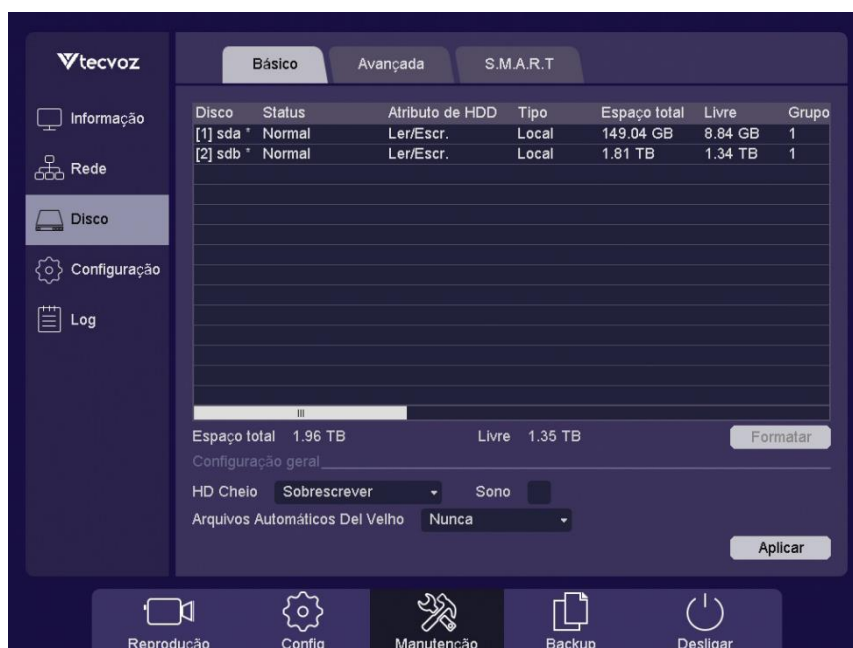 tecvoz
Básico Avançada S.M.A.R.T
Informação
Rede
Disco
Configuração
Log
Disco Status Atributo de HDD Tipo Espaço total Livre Grupo
[1] sda * Normal Ler/Escr. Local 149.04 GB 8.84 GB 1
[2] sdb * Normal Ler/Escr. Local 1.81 TB 1.34 TB 1
Espaço total 1.96 TB Livre 1.35 TB Formatar
Configuração geral
HD Cheio Sobrescrever Sono
Arquivos Automáticos Del Velho Nunca
Aplicar
Reprodução Config Manutenção Backup Desligar